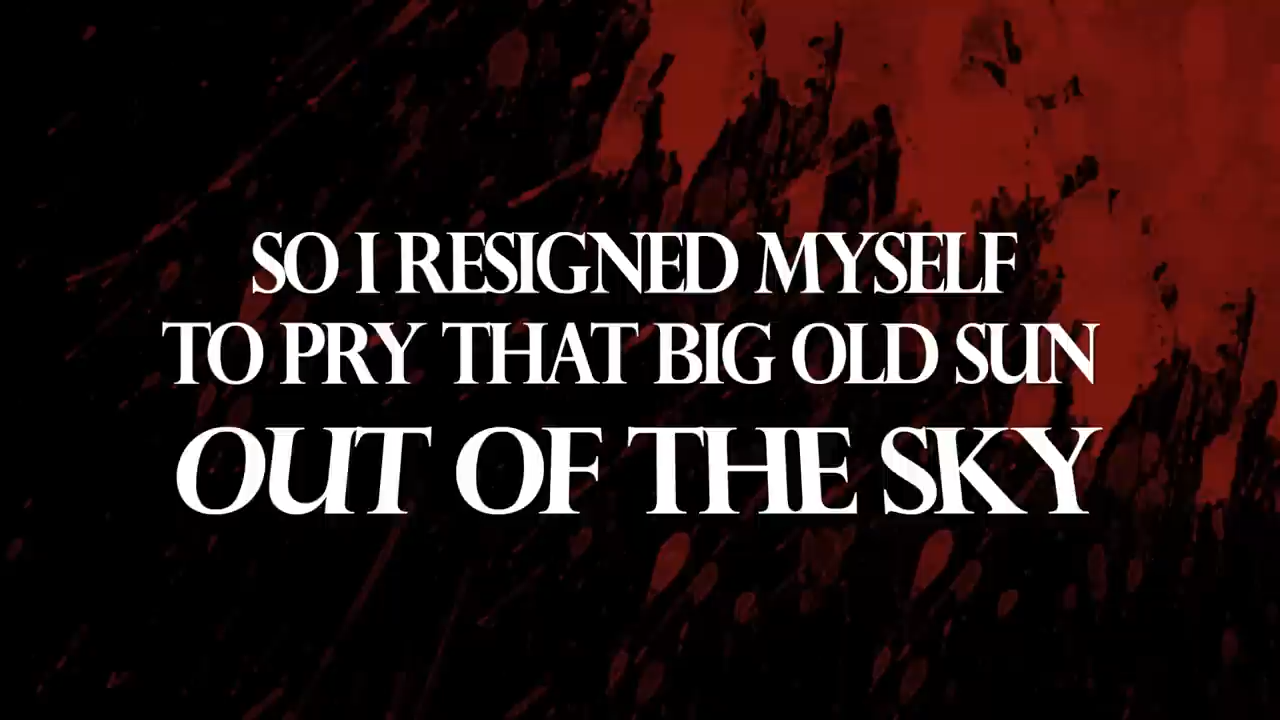 SO I RESIGNED MYSELF
TO PRY THAT BIG OLD SUN
OUT OF THE SKY